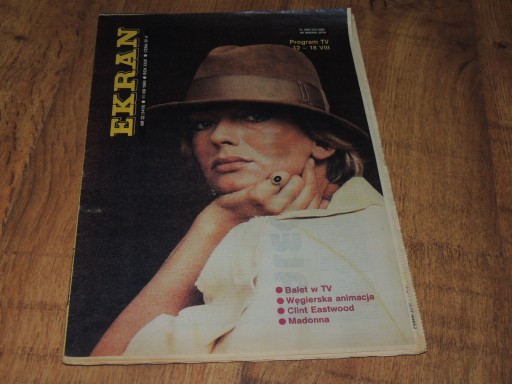 EKRAN
Program TV
12 – 18 VIII
● Balet w TV
● Węgierska animacja
● Clint Eastwood
● Madonna